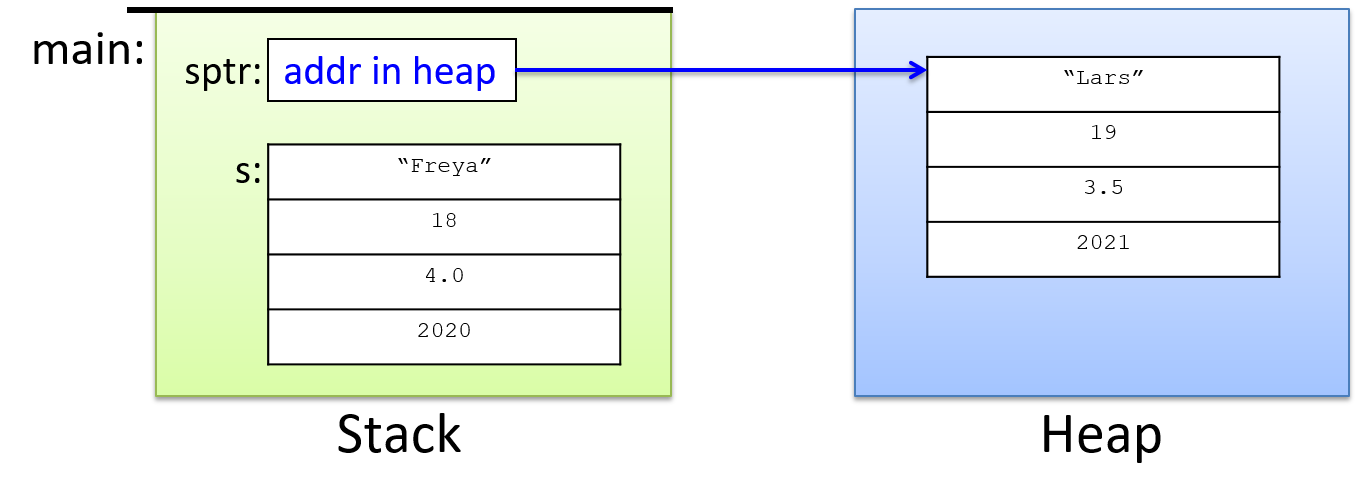 main:
sptr: addr in heap
s:
“Freya”
18
4.0
2020
Stack
“Lars”
19
3.5
2021
Heap